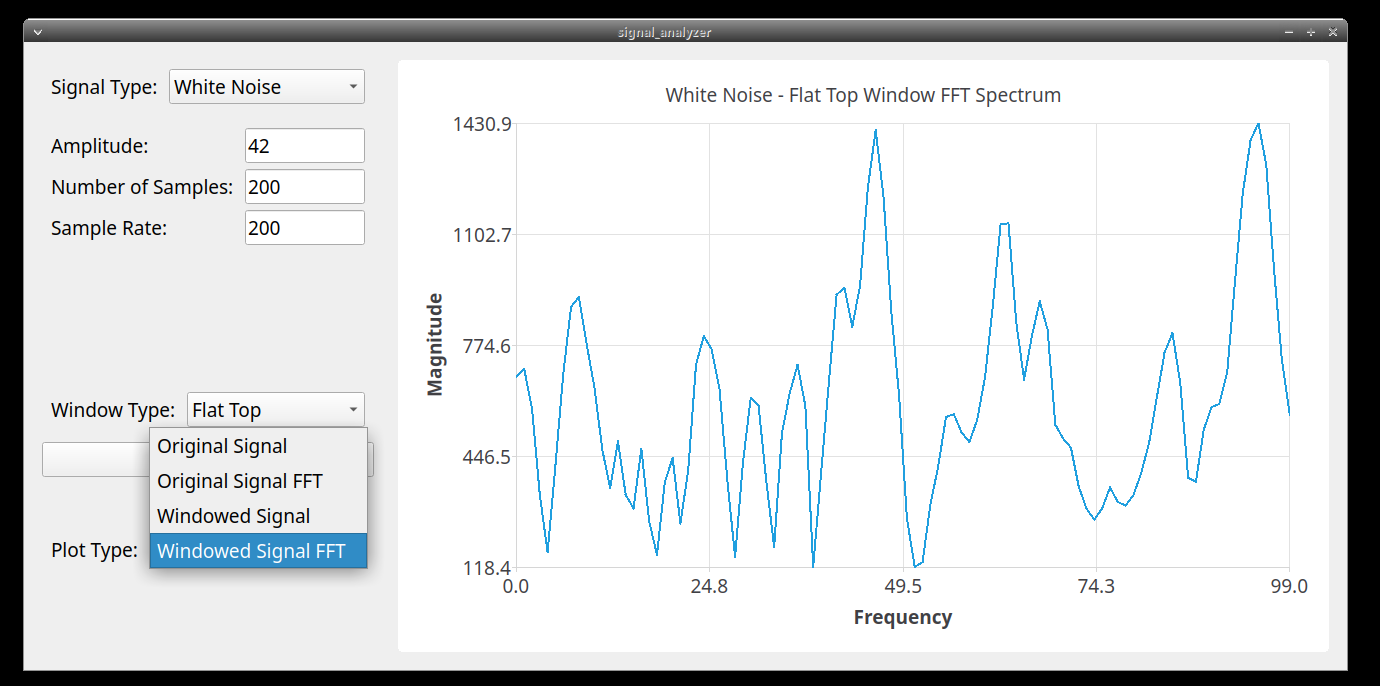 signal_analyzer
Signal Type: White Noise
Amplitude: 42
Number of Samples: 200
Sample Rate: 200
Window Type: Flat Top
Original Signal
Original Signal FFT
Windowed Signal
Plot Type: Windowed Signal FFT
White Noise - Flat Top Window FFT Spectrum
1430.9
1102.7
774.6
446.5
118.4
Magnitude
0.0 24.8 49.5 74.3 99.0
Frequency